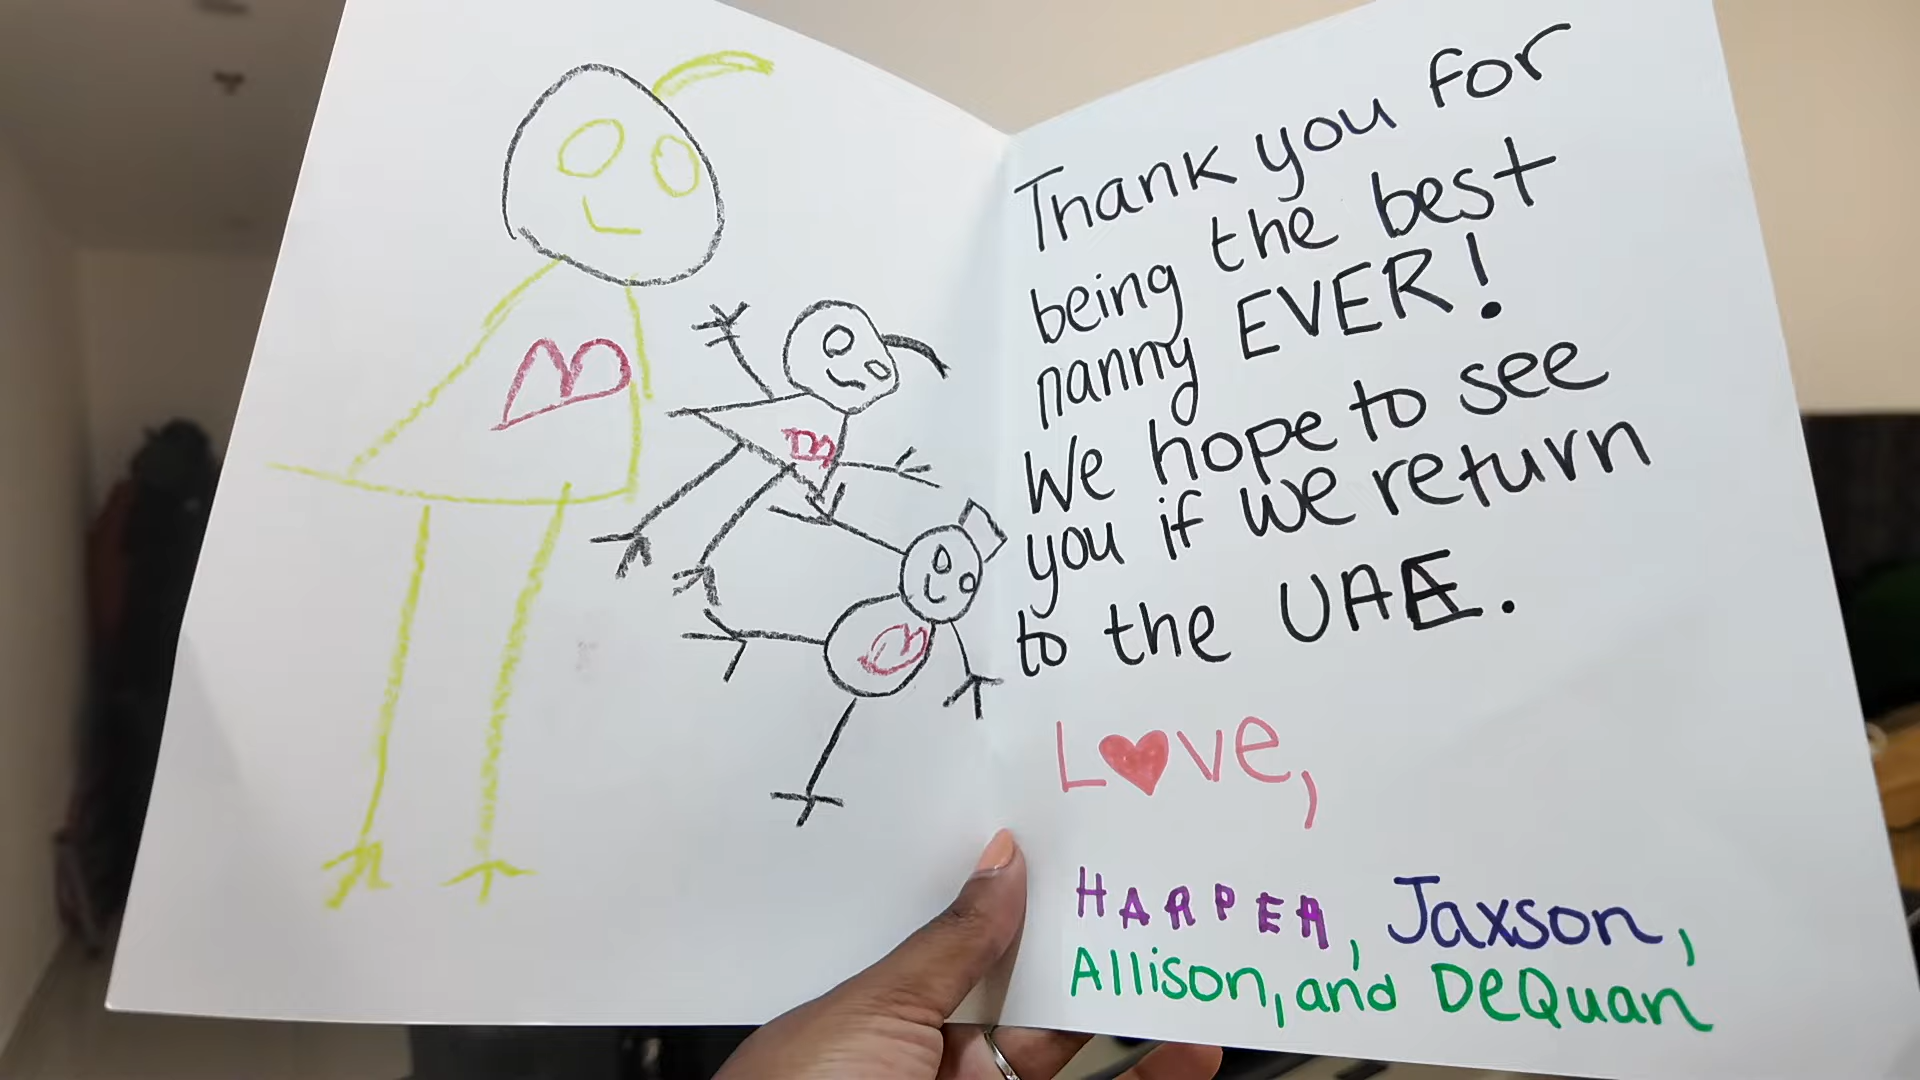 Thank you for
being the best
nanny EVER!
We hope to see
you if we return
to the UAE.
Love,
HARPER, Jaxson,
Allison, and DeQuan